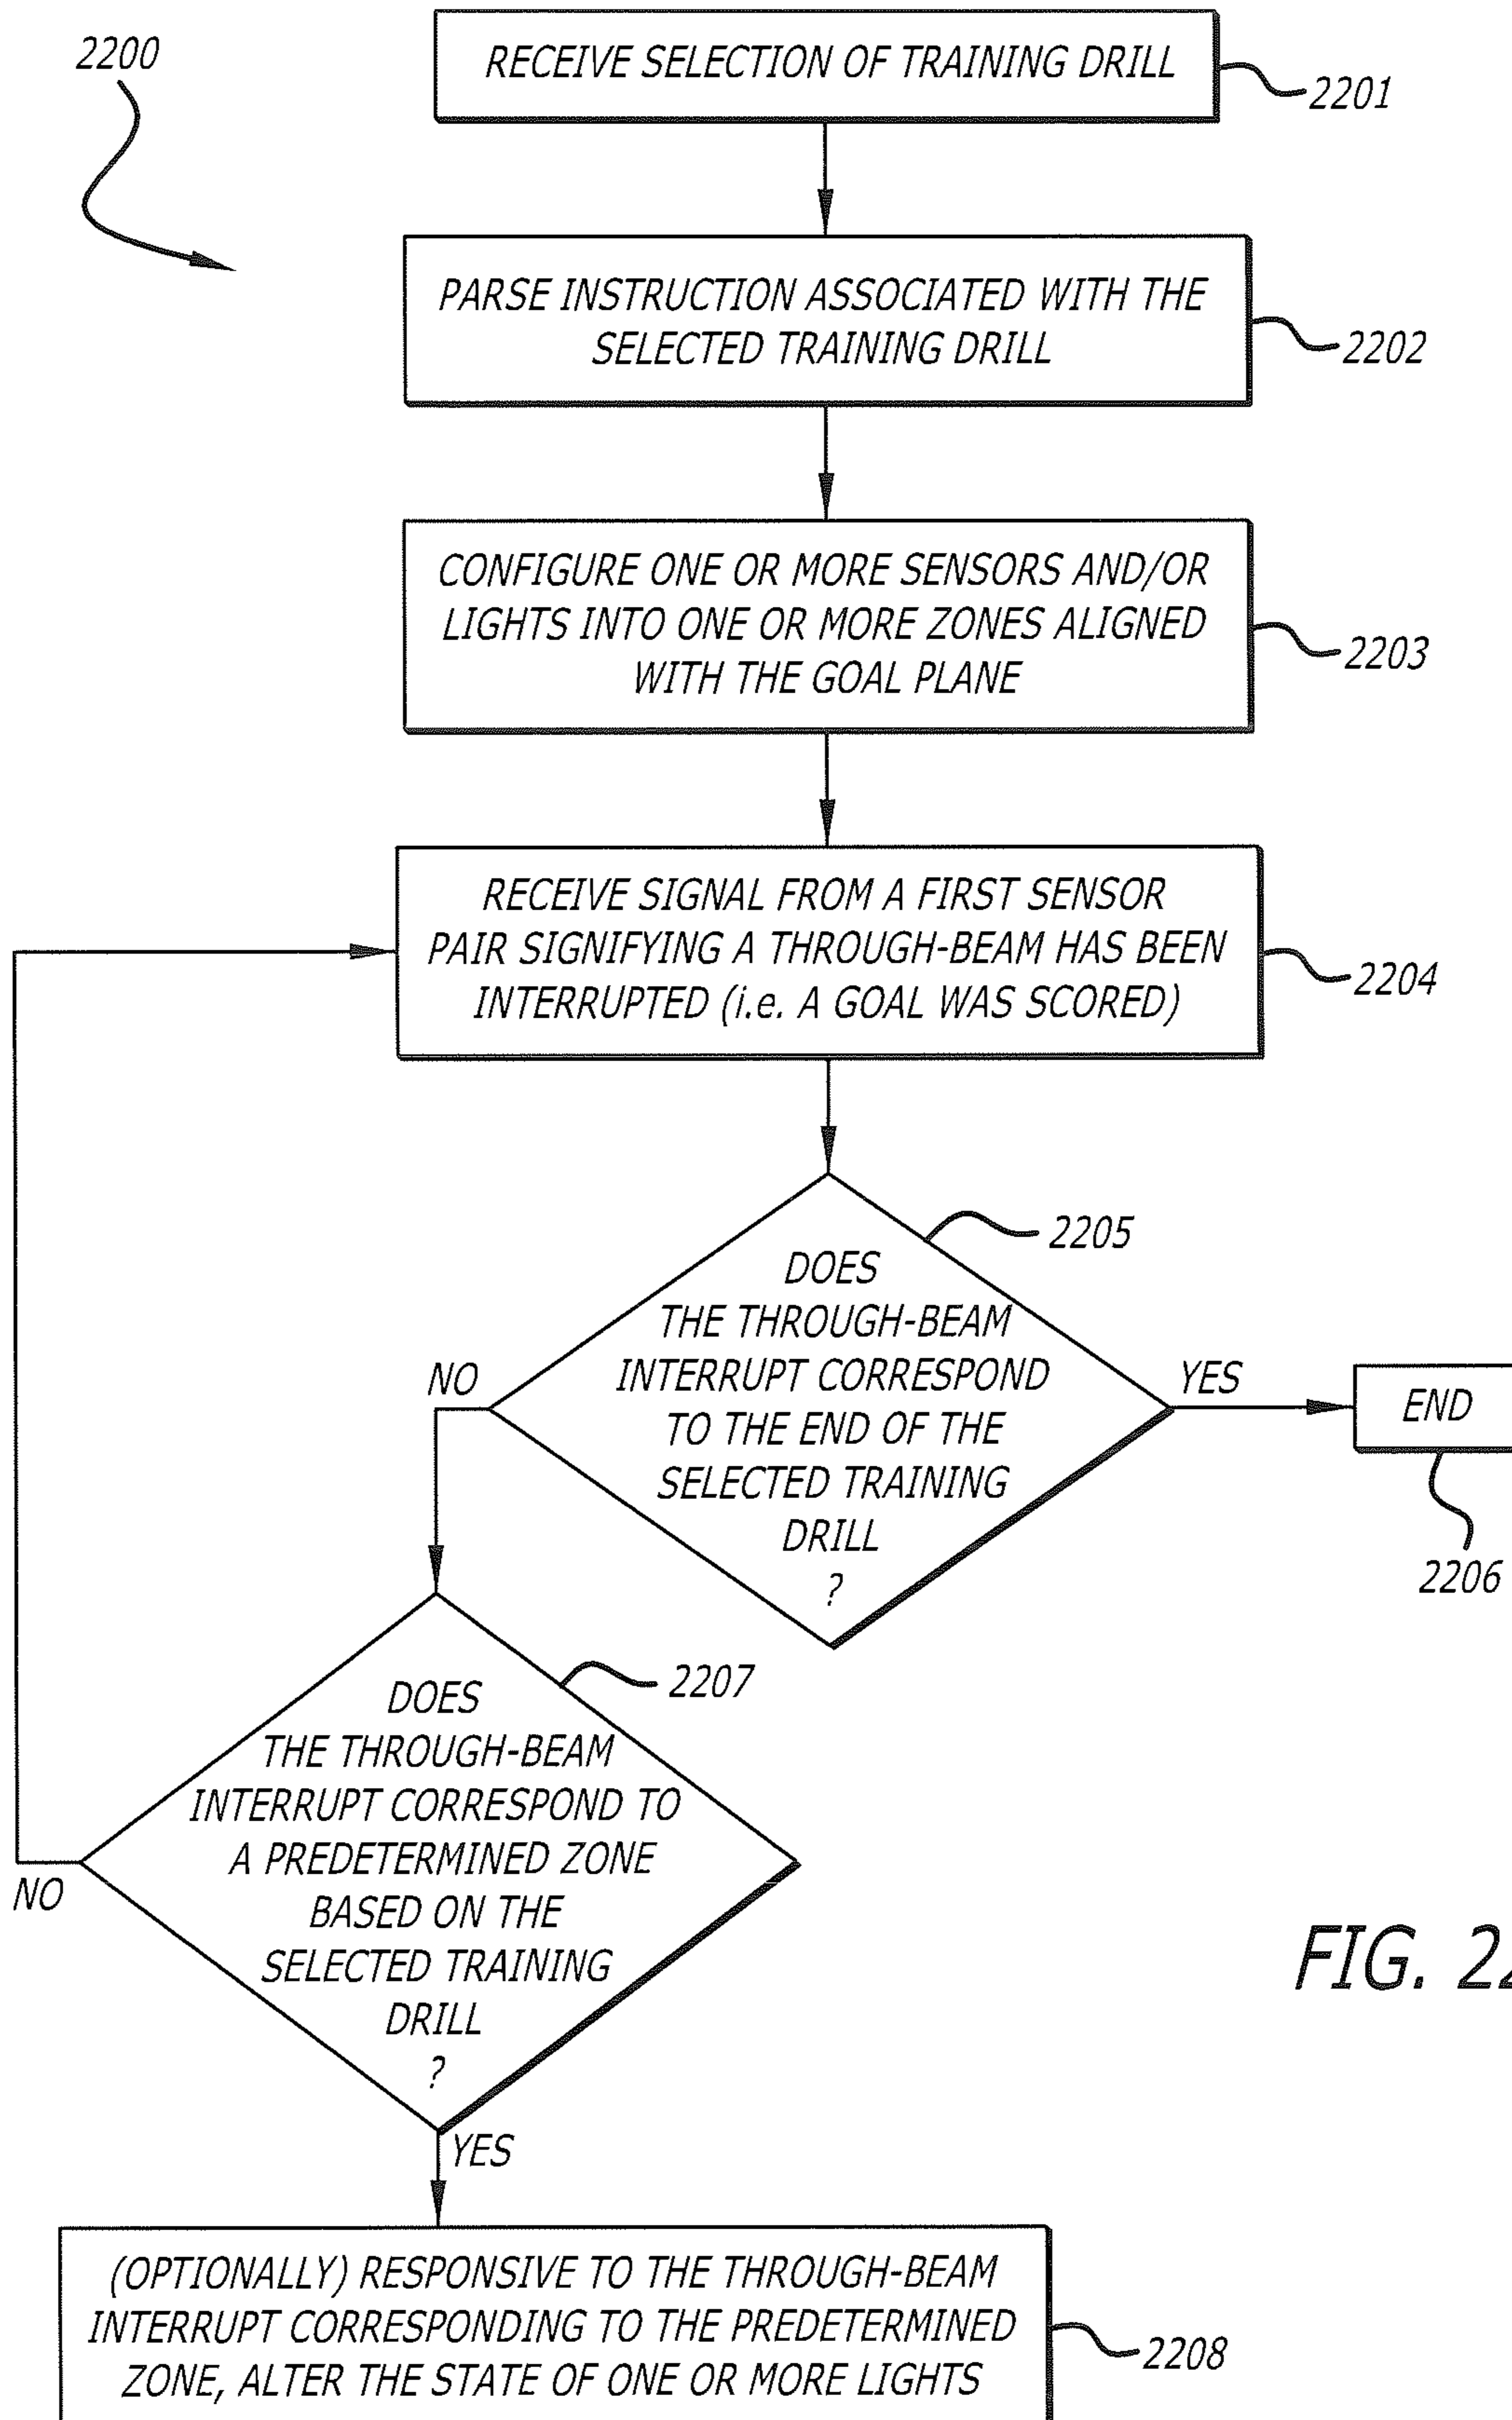 2200
RECEIVE SELECTION OF TRAINING DRILL
2201
PARSE INSTRUCTION ASSOCIATED WITH THE
SELECTED TRAINING DRILL
2202
CONFIGURE ONE OR MORE SENSORS AND/OR
LIGHTS INTO ONE OR MORE ZONES ALIGNED
WITH THE GOAL PLANE
2203
RECEIVE SIGNAL FROM A FIRST SENSOR
PAIR SIGNIFYING A THROUGH-BEAM HAS BEEN
INTERRUPTED (i.e. A GOAL WAS SCORED)
2204
2205
DOES
THE THROUGH-BEAM
INTERRUPT CORRESPOND
TO THE END OF THE
SELECTED TRAINING
DRILL
?
NO
YES
END
2206
2207
DOES
THE THROUGH-BEAM
INTERRUPT CORRESPOND TO
A PREDETERMINED ZONE
BASED ON THE
SELECTED TRAINING
DRILL
?
NO
FIG. 22
YES
(OPTIONALLY) RESPONSIVE TO THE THROUGH-BEAM
INTERRUPT CORRESPONDING TO THE PREDETERMINED
ZONE, ALTER THE STATE OF ONE OR MORE LIGHTS
2208